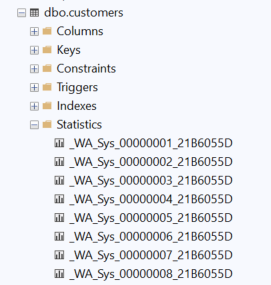 dbo.customers
Columns
Keys
Constraints
Triggers
Indexes
Statistics
_WA_Sys_00000001_21B6055D
_WA_Sys_00000002_21B6055D
_WA_Sys_00000003_21B6055D
_WA_Sys_00000004_21B6055D
_WA_Sys_00000005_21B6055D
_WA_Sys_00000006_21B6055D
_WA_Sys_00000007_21B6055D
_WA_Sys_00000008_21B6055D